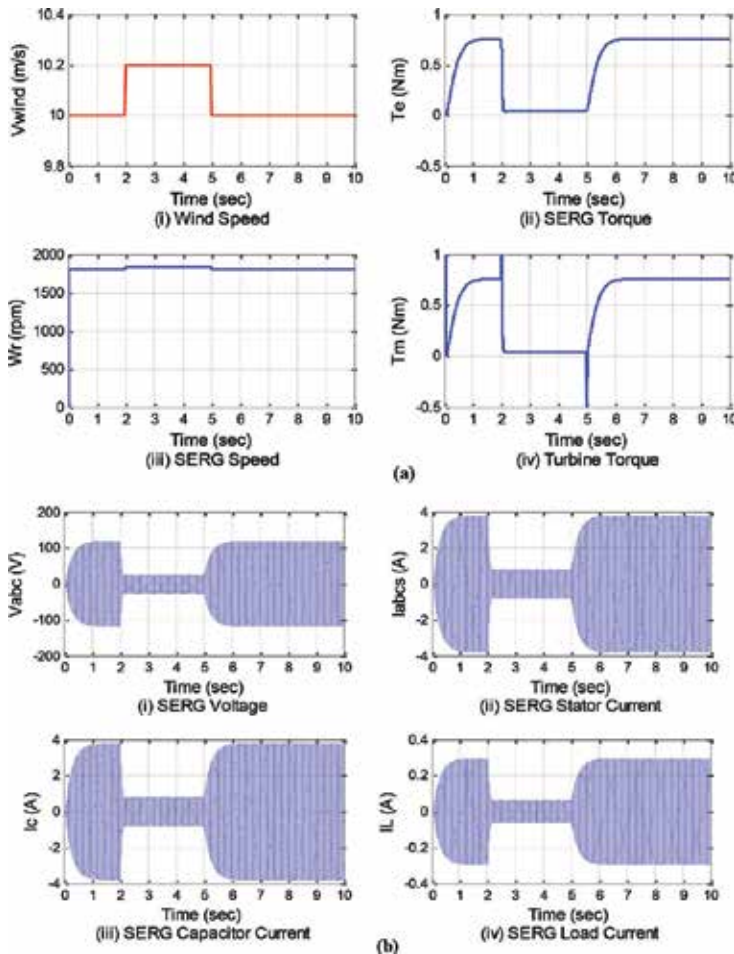 10.4
10.2
10
9.8
Vwind (m/s)
0 1 2 3 4 5 6 7 8 9 10
Time (sec)
(i) Wind Speed
1
0.5
0
-0.5
Te (Nm)
0 1 2 3 4 5 6 7 8 9 10
Time (sec)
(ii) SERG Torque
2000
1500
1000
500
0
Wr (rpm)
0 1 2 3 4 5 6 7 8 9 10
Time (sec)
(iii) SERG Speed
1
0.5
0
-0.5
Tm (Nm)
0 1 2 3 4 5 6 7 8 9 10
Time (sec)
(iv) Turbine Torque
(a)
200
100
0
-100
-200
Vabc (V)
0 1 2 3 4 5 6 7 8 9 10
Time (sec)
(i) SERG Voltage
4
2
0
-2
-4
Iabcs (A)
0 1 2 3 4 5 6 7 8 9 10
Time (sec)
(ii) SERG Stator Current
4
2
0
-2
-4
Ic (A)
0 1 2 3 4 5 6 7 8 9 10
Time (sec)
(iii) SERG Capacitor Current
0.4
0.2
0
-0.2
-0.4
IL (A)
0 1 2 3 4 5 6 7 8 9 10
Time (sec)
(iv) SERG Load Current
(b)